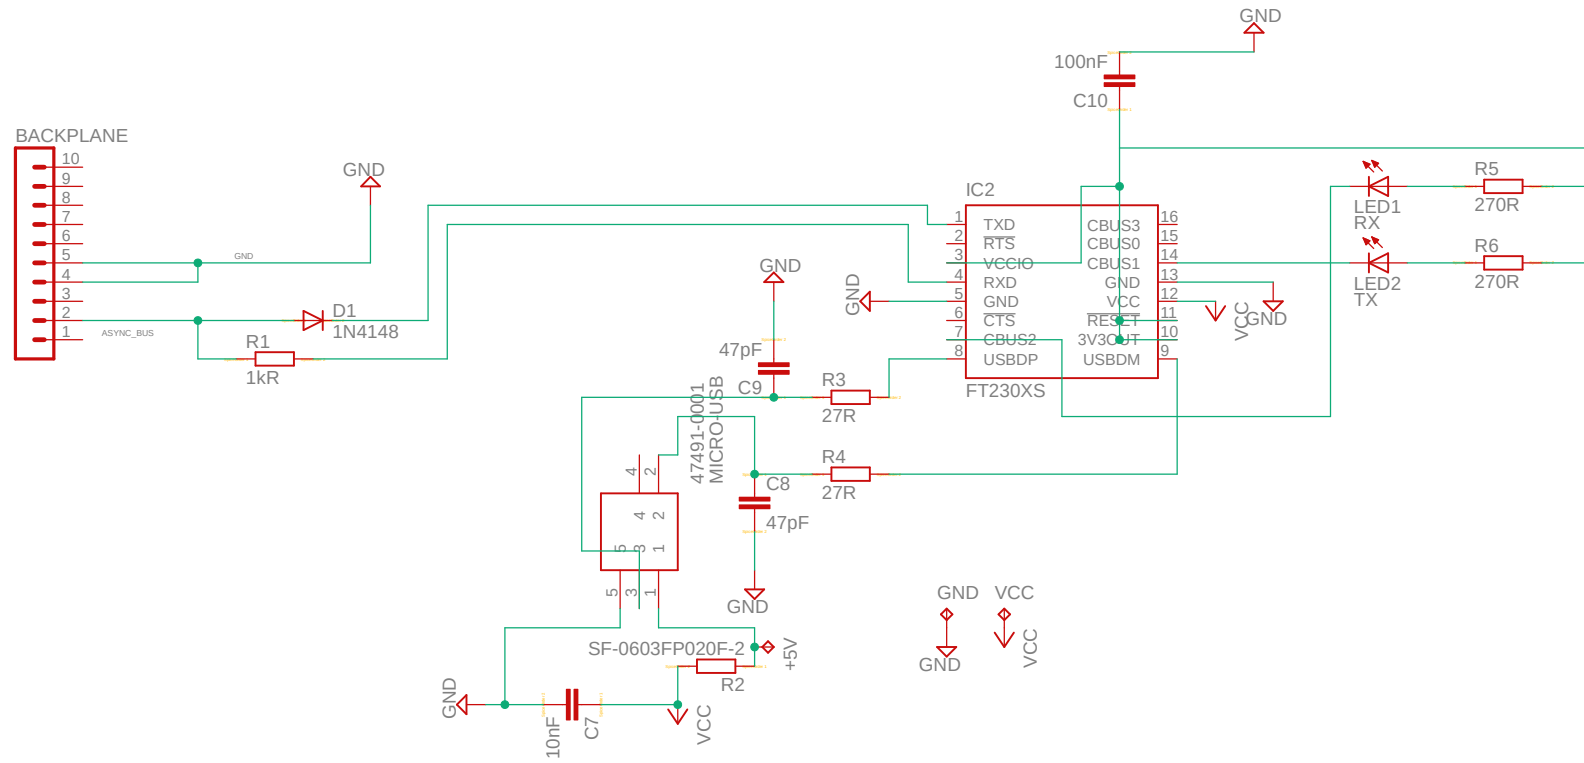 GND
100nF
C10
BACKPLANE
10
9
8
7
6
5
4
3
2
1
GND
GND
ASYNC_BUS
D1
1N4148
R1
1kR
IC2
1 TXD CBUS3 16
2 RTS CBUS0 15
3 VCCIO CBUS1 14
4 RXD GND 13
5 GND VCC 12
6 CTS RESET 11
7 CBUS2 3V3OUT 10
8 USBDP USBDM 9
FT230XS
GND
VCC
GND
LED1
RX
R5
270R
LED2
TX
R6
270R
GND
47pF
C9
R3
27R
R4
27R
C8
47pF
GND
47491-0001
MICRO-USB
4 2
4 2
5 3 1
5 3 1
SF-0603FP020F-2
R2
+5V
GND
10nF
C7
VCC
GND VCC
GND
VCC